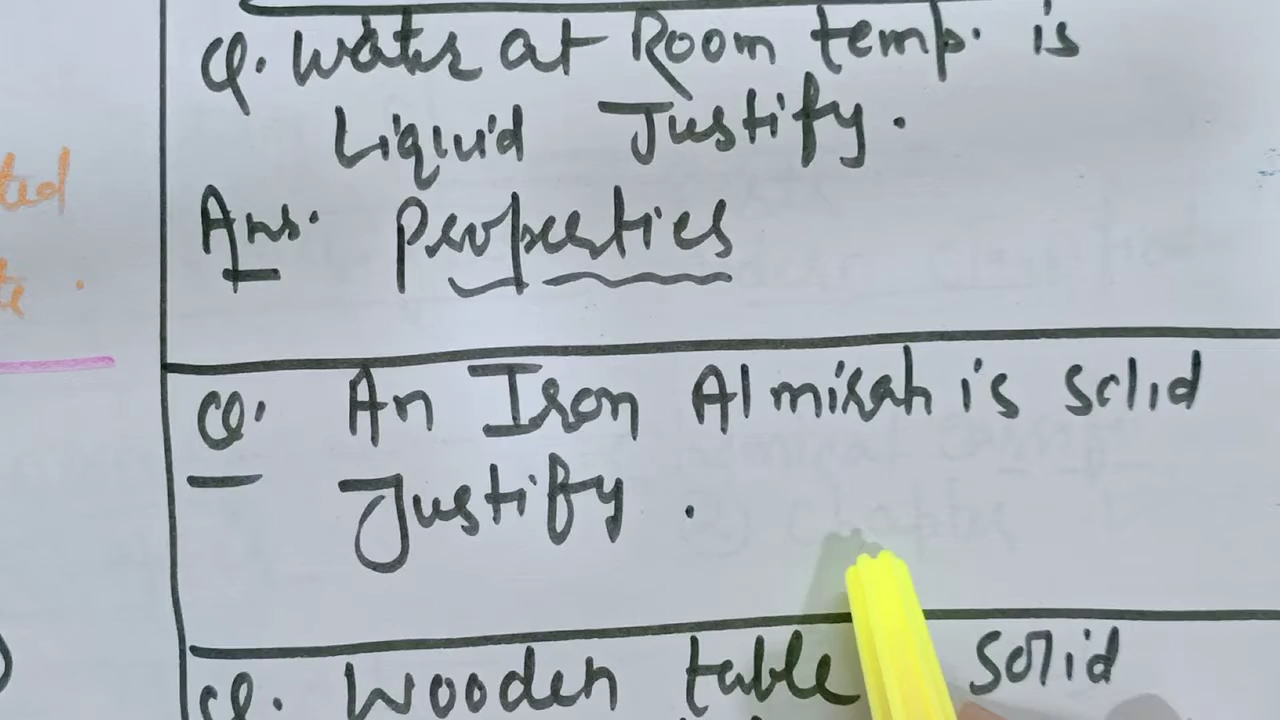 Q. Water at Room temp. is
Liquid Justify.
Ans. Properties
Q. An Iron Almirah is solid
Justify.
Q. Wooden table solid